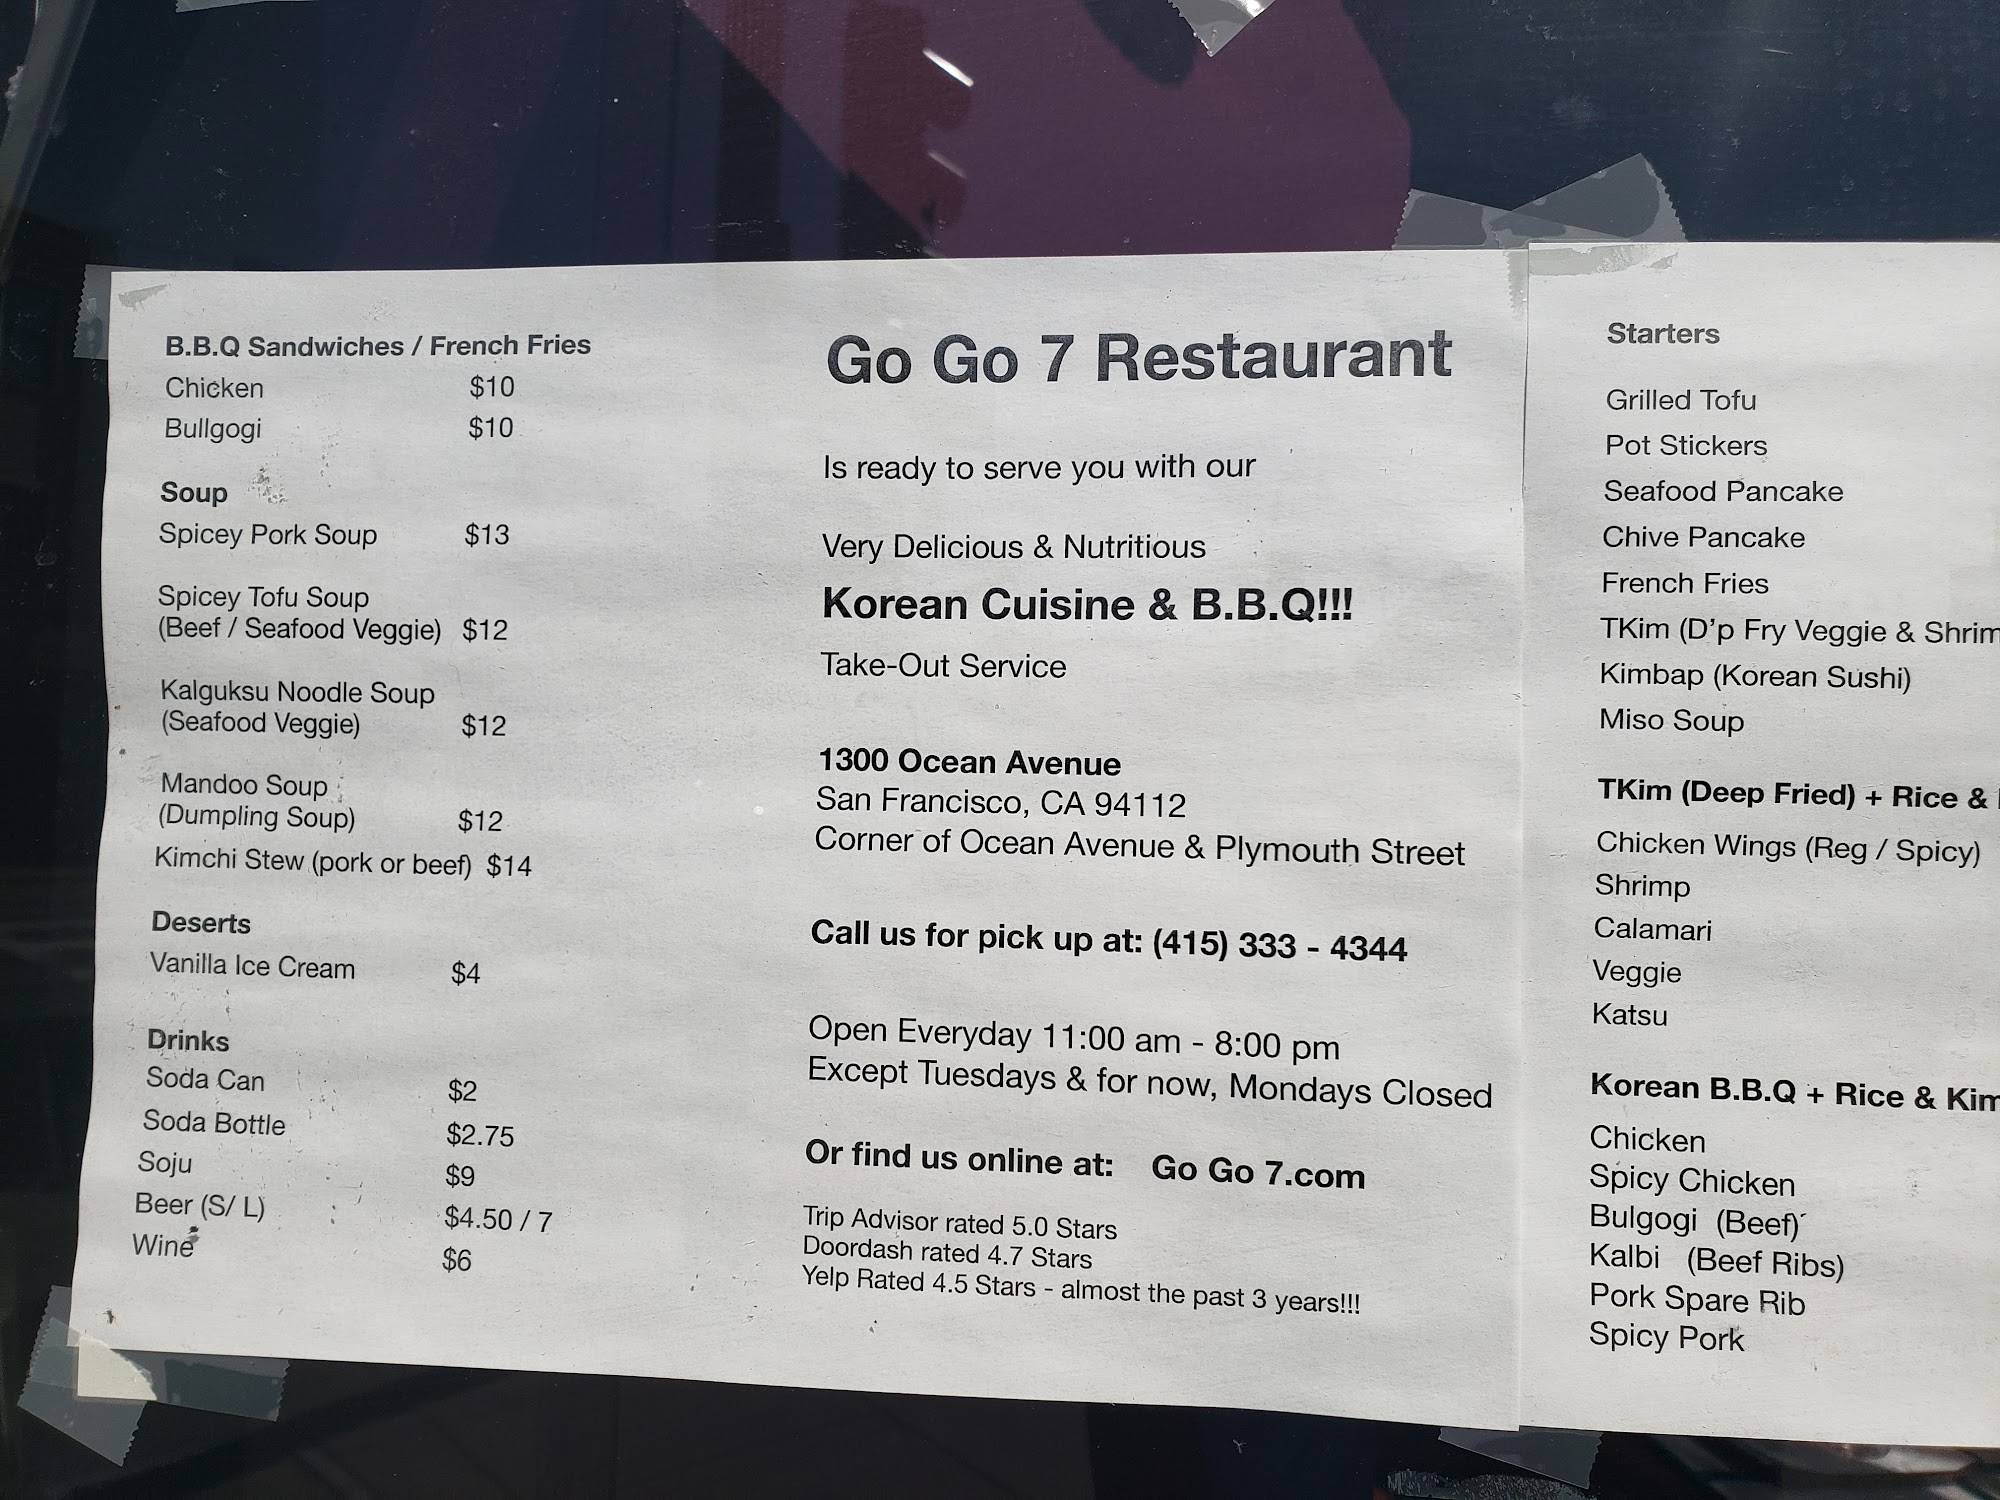 B.B.Q Sandwiches / French Fries
Chicken $10
Bullgogi $10
Soup
Spicey Pork Soup $13
Spicey Tofu Soup
(Beef / Seafood Veggie) $12
Kalguksu Noodle Soup
(Seafood Veggie) $12
Mandoo Soup
(Dumpling Soup) $12
Kimchi Stew (pork or beef) $14
Deserts
Vanilla Ice Cream $4
Drinks
Soda Can $2
Soda Bottle $2.75
Soju $9
Beer (S/ L) $4.50 / 7
Wine $6
Go Go 7 Restaurant
Is ready to serve you with our
Very Delicious & Nutritious
Korean Cuisine & B.B.Q!!!
Take-Out Service
1300 Ocean Avenue
San Francisco, CA 94112
Corner of Ocean Avenue & Plymouth Street
Call us for pick up at: (415) 333 - 4344
Open Everyday 11:00 am - 8:00 pm
Except Tuesdays & for now, Mondays Closed
Or find us online at: Go Go 7.com
Trip Advisor rated 5.0 Stars
Doordash rated 4.7 Stars
Yelp Rated 4.5 Stars - almost the past 3 years!!!
Starters
Grilled Tofu
Pot Stickers
Seafood Pancake
Chive Pancake
French Fries
TKim (D'p Fry Veggie & Shrim
Kimbap (Korean Sushi)
Miso Soup
TKim (Deep Fried) + Rice &
Chicken Wings (Reg / Spicy)
Shrimp
Calamari
Veggie
Katsu
Korean B.B.Q + Rice & Kim
Chicken
Spicy Chicken
Bulgogi (Beef)
Kalbi (Beef Ribs)
Pork Spare Rib
Spicy Pork